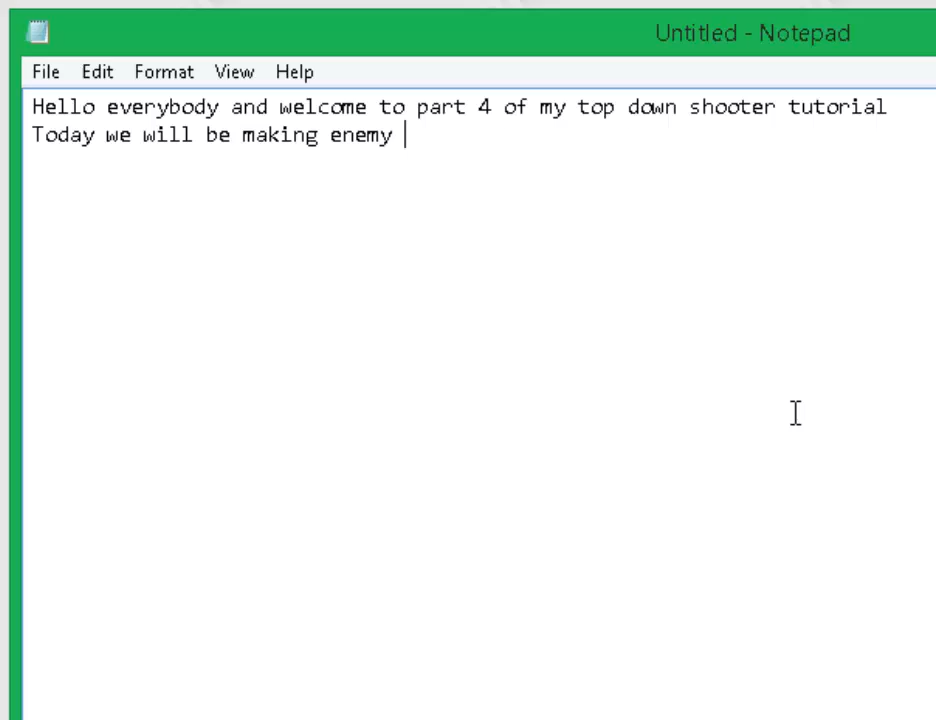 Untitled - Notepad
File Edit Format View Help
Hello everybody and welcome to part 4 of my top down shooter tutorial
Today we will be making enemy